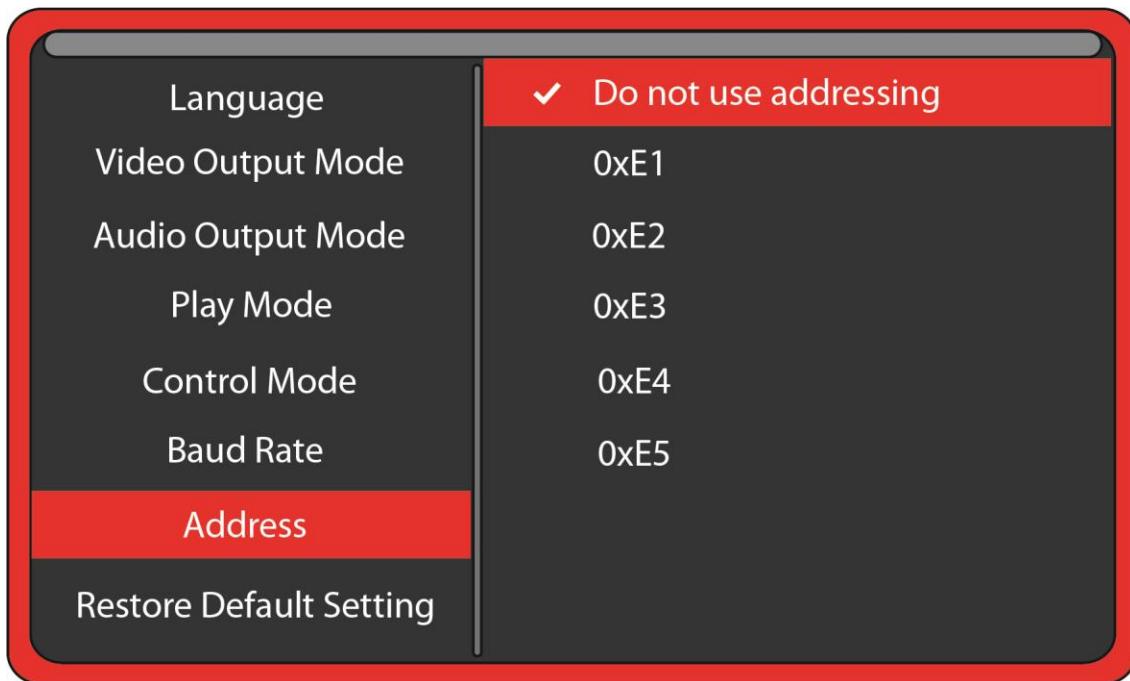 Language
Video Output Mode
Audio Output Mode
Play Mode
Control Mode
Baud Rate
Address
Restore Default Setting
Do not use addressing
0xE1
0xE2
0xE3
0xE4
0xE5